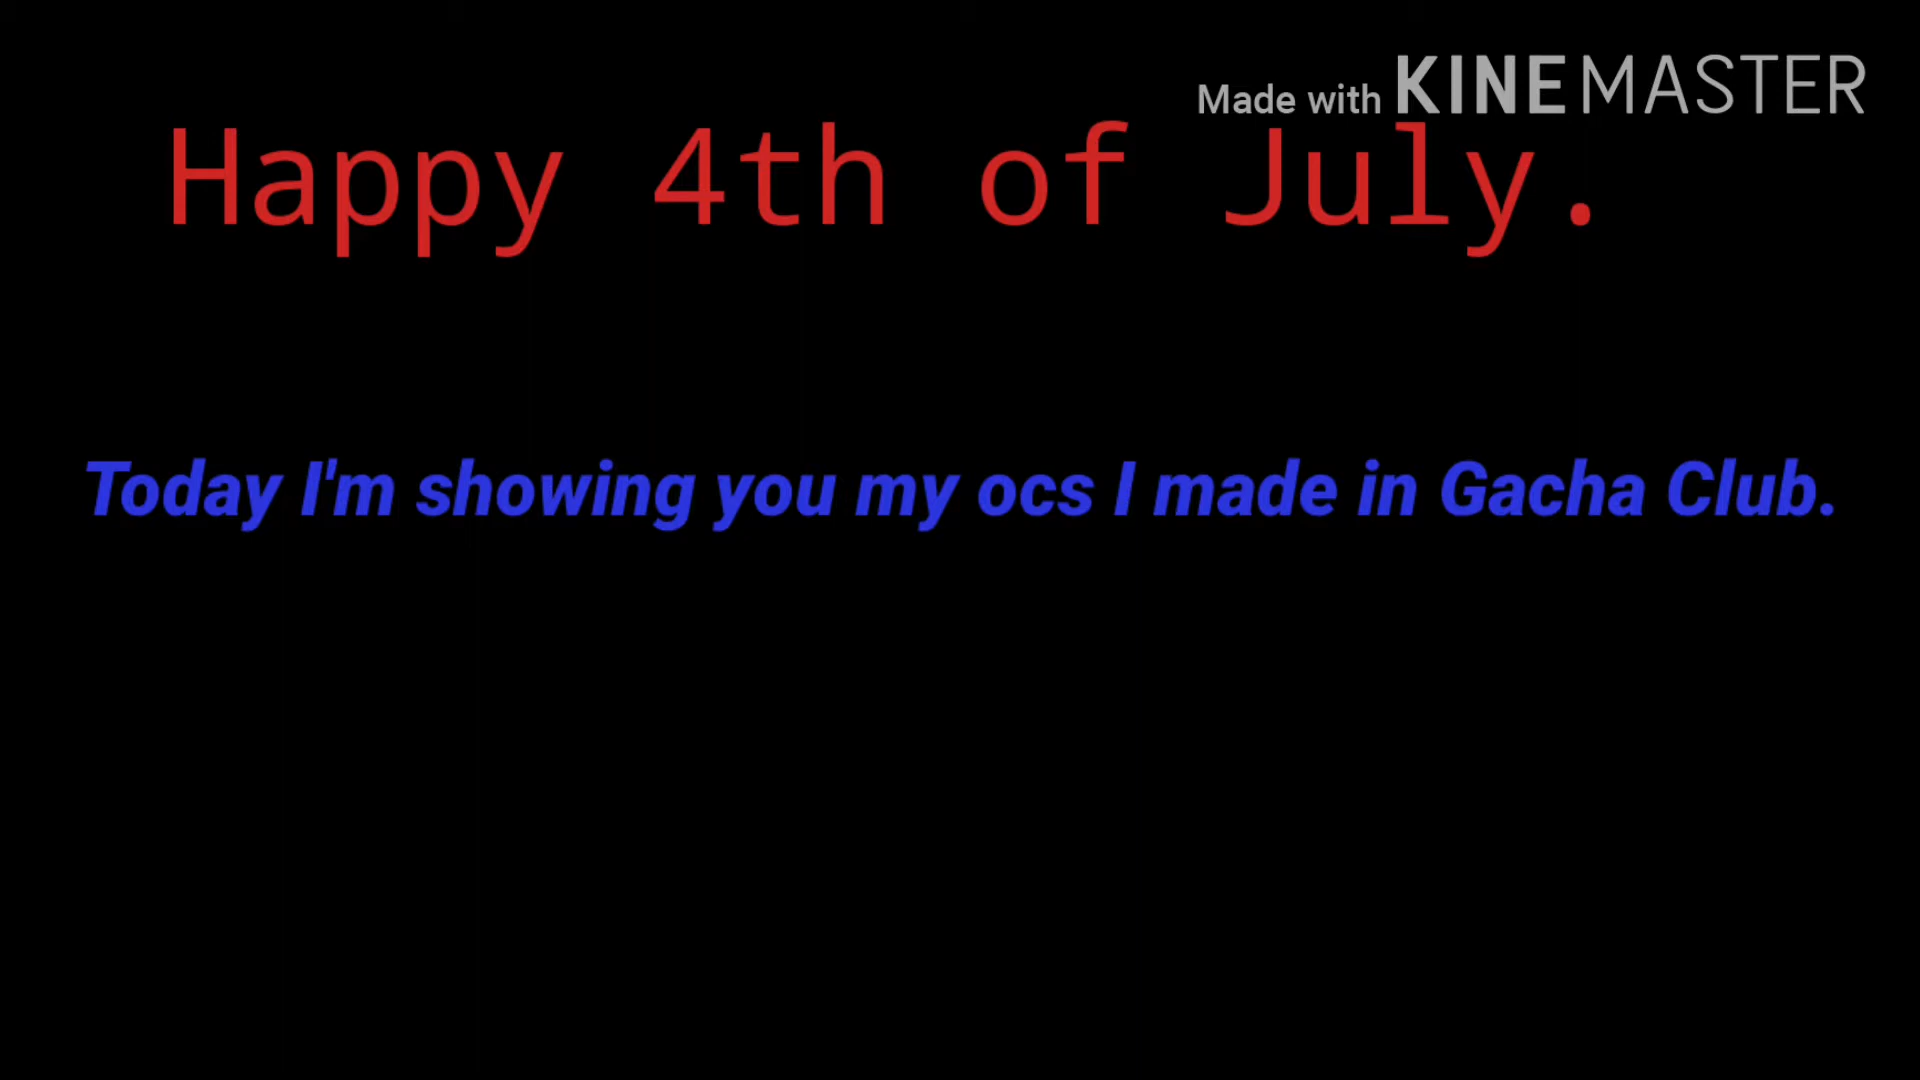 Made with KINEMASTER
Happy 4th of July.
Today I'm showing you my ocs I made in Gacha Club.